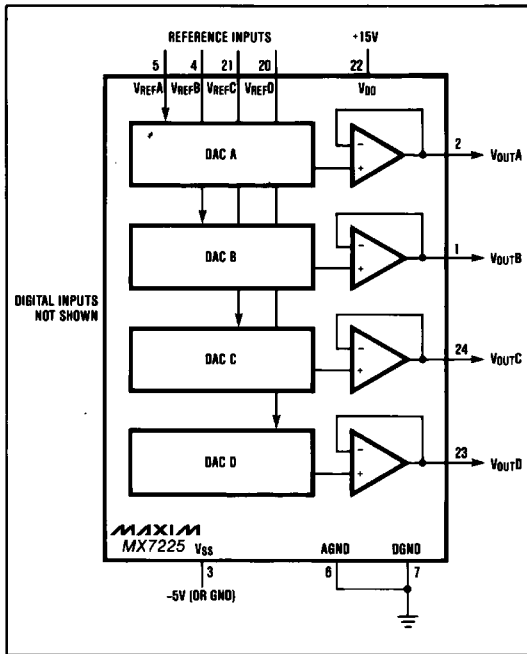 REFERENCE INPUTS
+15V
5 4 21 20 22
VREFA VREFB VREFC VREFD VDD
DAC A
- +
2 VOUTA
DAC B
- +
1 VOUTB
DIGITAL INPUTS
NOT SHOWN
DAC C
- +
24 VOUTC
DAC D
- +
23 VOUTD
MAXIM
MX7225
VSS AGND DGND
3 6 7
-5V (OR GND)